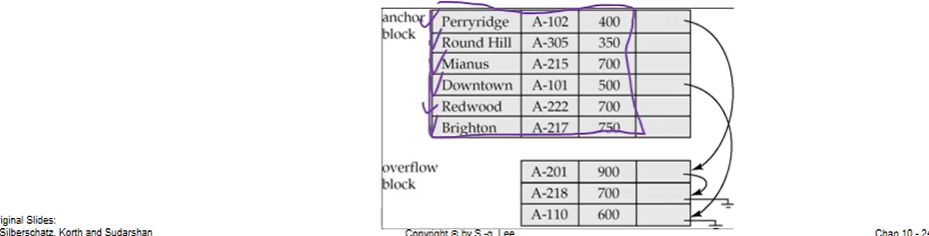 anchor
block
Perryridge A-102 400
Round Hill A-305 350
Mianus A-215 700
Downtown A-101 500
Redwood A-222 700
Brighton A-217 750
overflow
block
A-201 900
A-218 700
A-110 600
iginal Slides:
Silberschatz, Korth and Sudarshan
Copyright © by S.-g. Lee
Chap 10 - 24